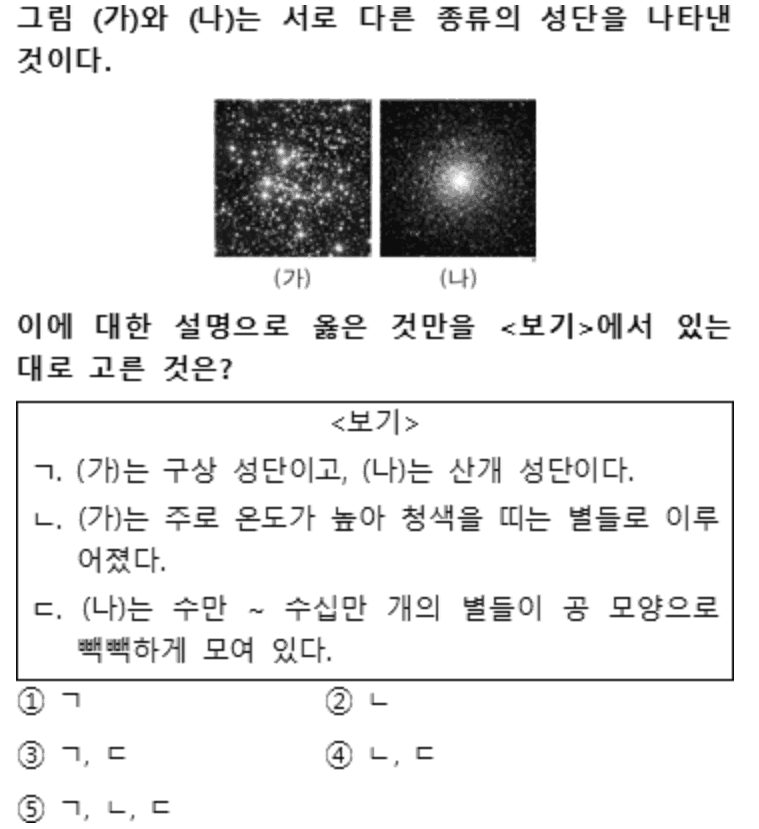 그림 (가)와 (나)는 서로 다른 종류의 성단을 나타낸
것이다.
(가) (나)
이에 대한 설명으로 옳은 것만을 <보기>에서 있는
대로 고른 것은?
<보기>
ㄱ. (가)는 구상 성단이고, (나)는 산개 성단이다.
ㄴ. (가)는 주로 온도가 높아 청색을 띠는 별들로 이루
어졌다.
ㄷ. (나)는 수만 ~ 수십만 개의 별들이 공 모양으로
빽빽하게 모여 있다.
① ㄱ ② ㄴ
③ ㄱ, ㄷ ④ ㄴ, ㄷ
⑤ ㄱ, ㄴ, ㄷ